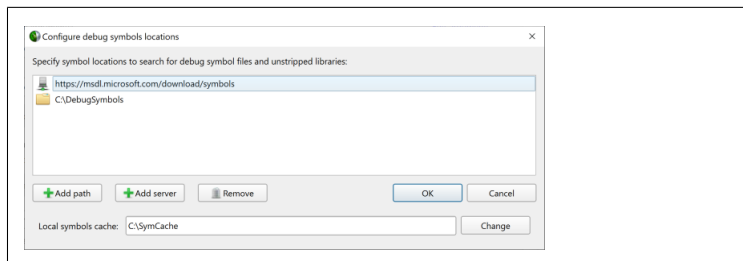 Configure debug symbols locations
Specify symbol locations to search for debug symbol files and unstripped libraries:
https://msdl.microsoft.com/download/symbols
C:\DebugSymbols
Add path Add server Remove OK Cancel
Local symbols cache: C:\SymCache Change